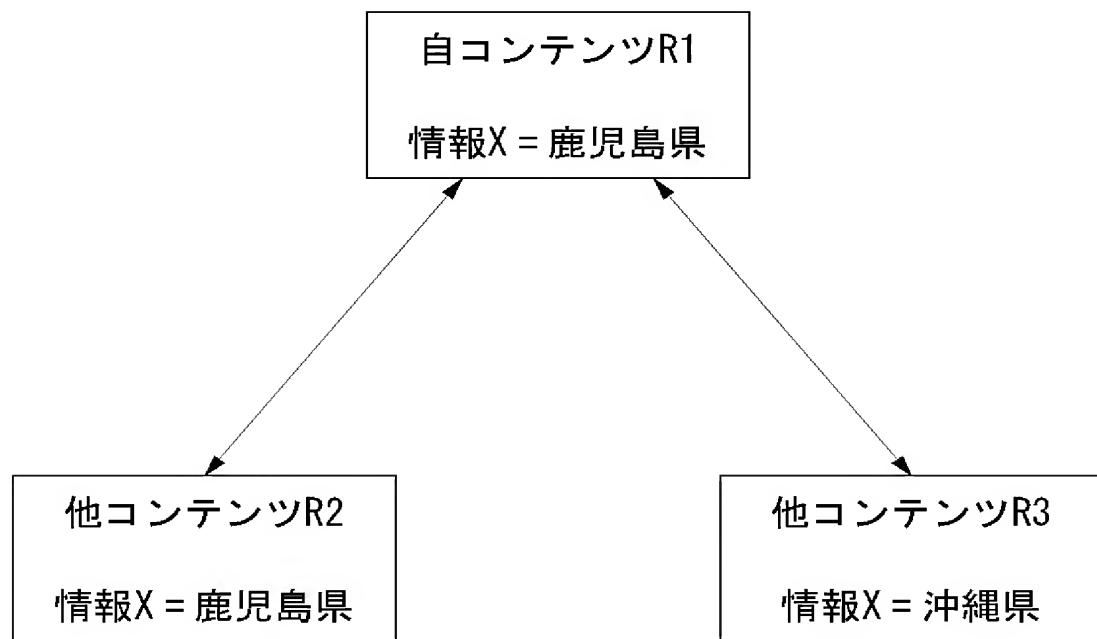 自コンテンツR1
情報X = 鹿児島県
他コンテンツR2
情報X = 鹿児島県
他コンテンツR3
情報X = 沖縄県